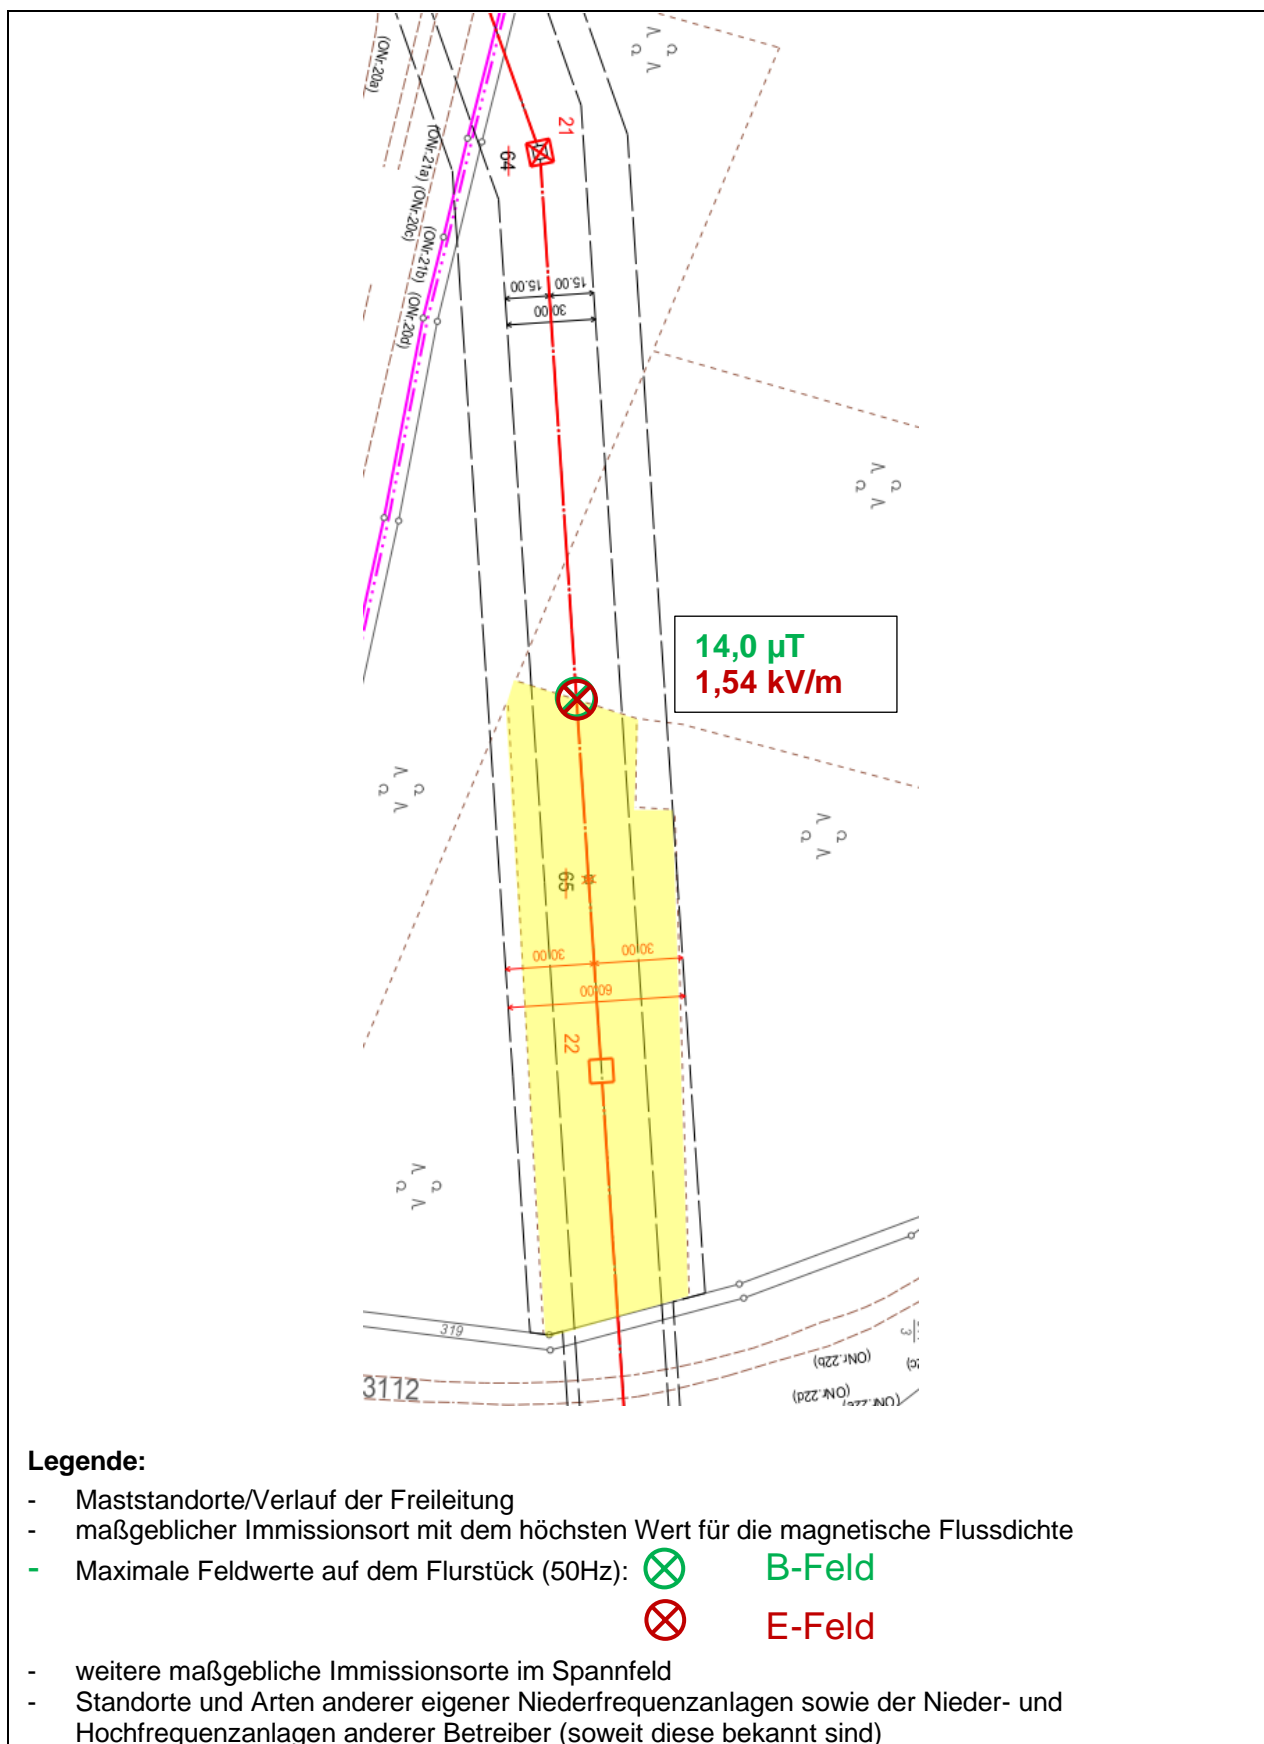 (ONr.20a)
21
64
(ONr.21a) (ONr.20c)
(ONr.21b) (ONr.20d)
15.00 15.00
30.00
14,0 µT
1,54 kV/m
65
30.00 30.00
60.00
22
319
3
(ONr.22b)
3112
(ONr.22d)
Legende:
- Maststandorte/Verlauf der Freileitung
- maßgeblicher Immissionsort mit dem höchsten Wert für die magnetische Flussdichte
- Maximale Feldwerte auf dem Flurstück (50Hz): B-Feld
E-Feld
- weitere maßgebliche Immissionsorte im Spannfeld
- Standorte und Arten anderer eigener Niederfrequenzanlagen sowie der Nieder- und
Hochfrequenzanlagen anderer Betreiber (soweit diese bekannt sind)